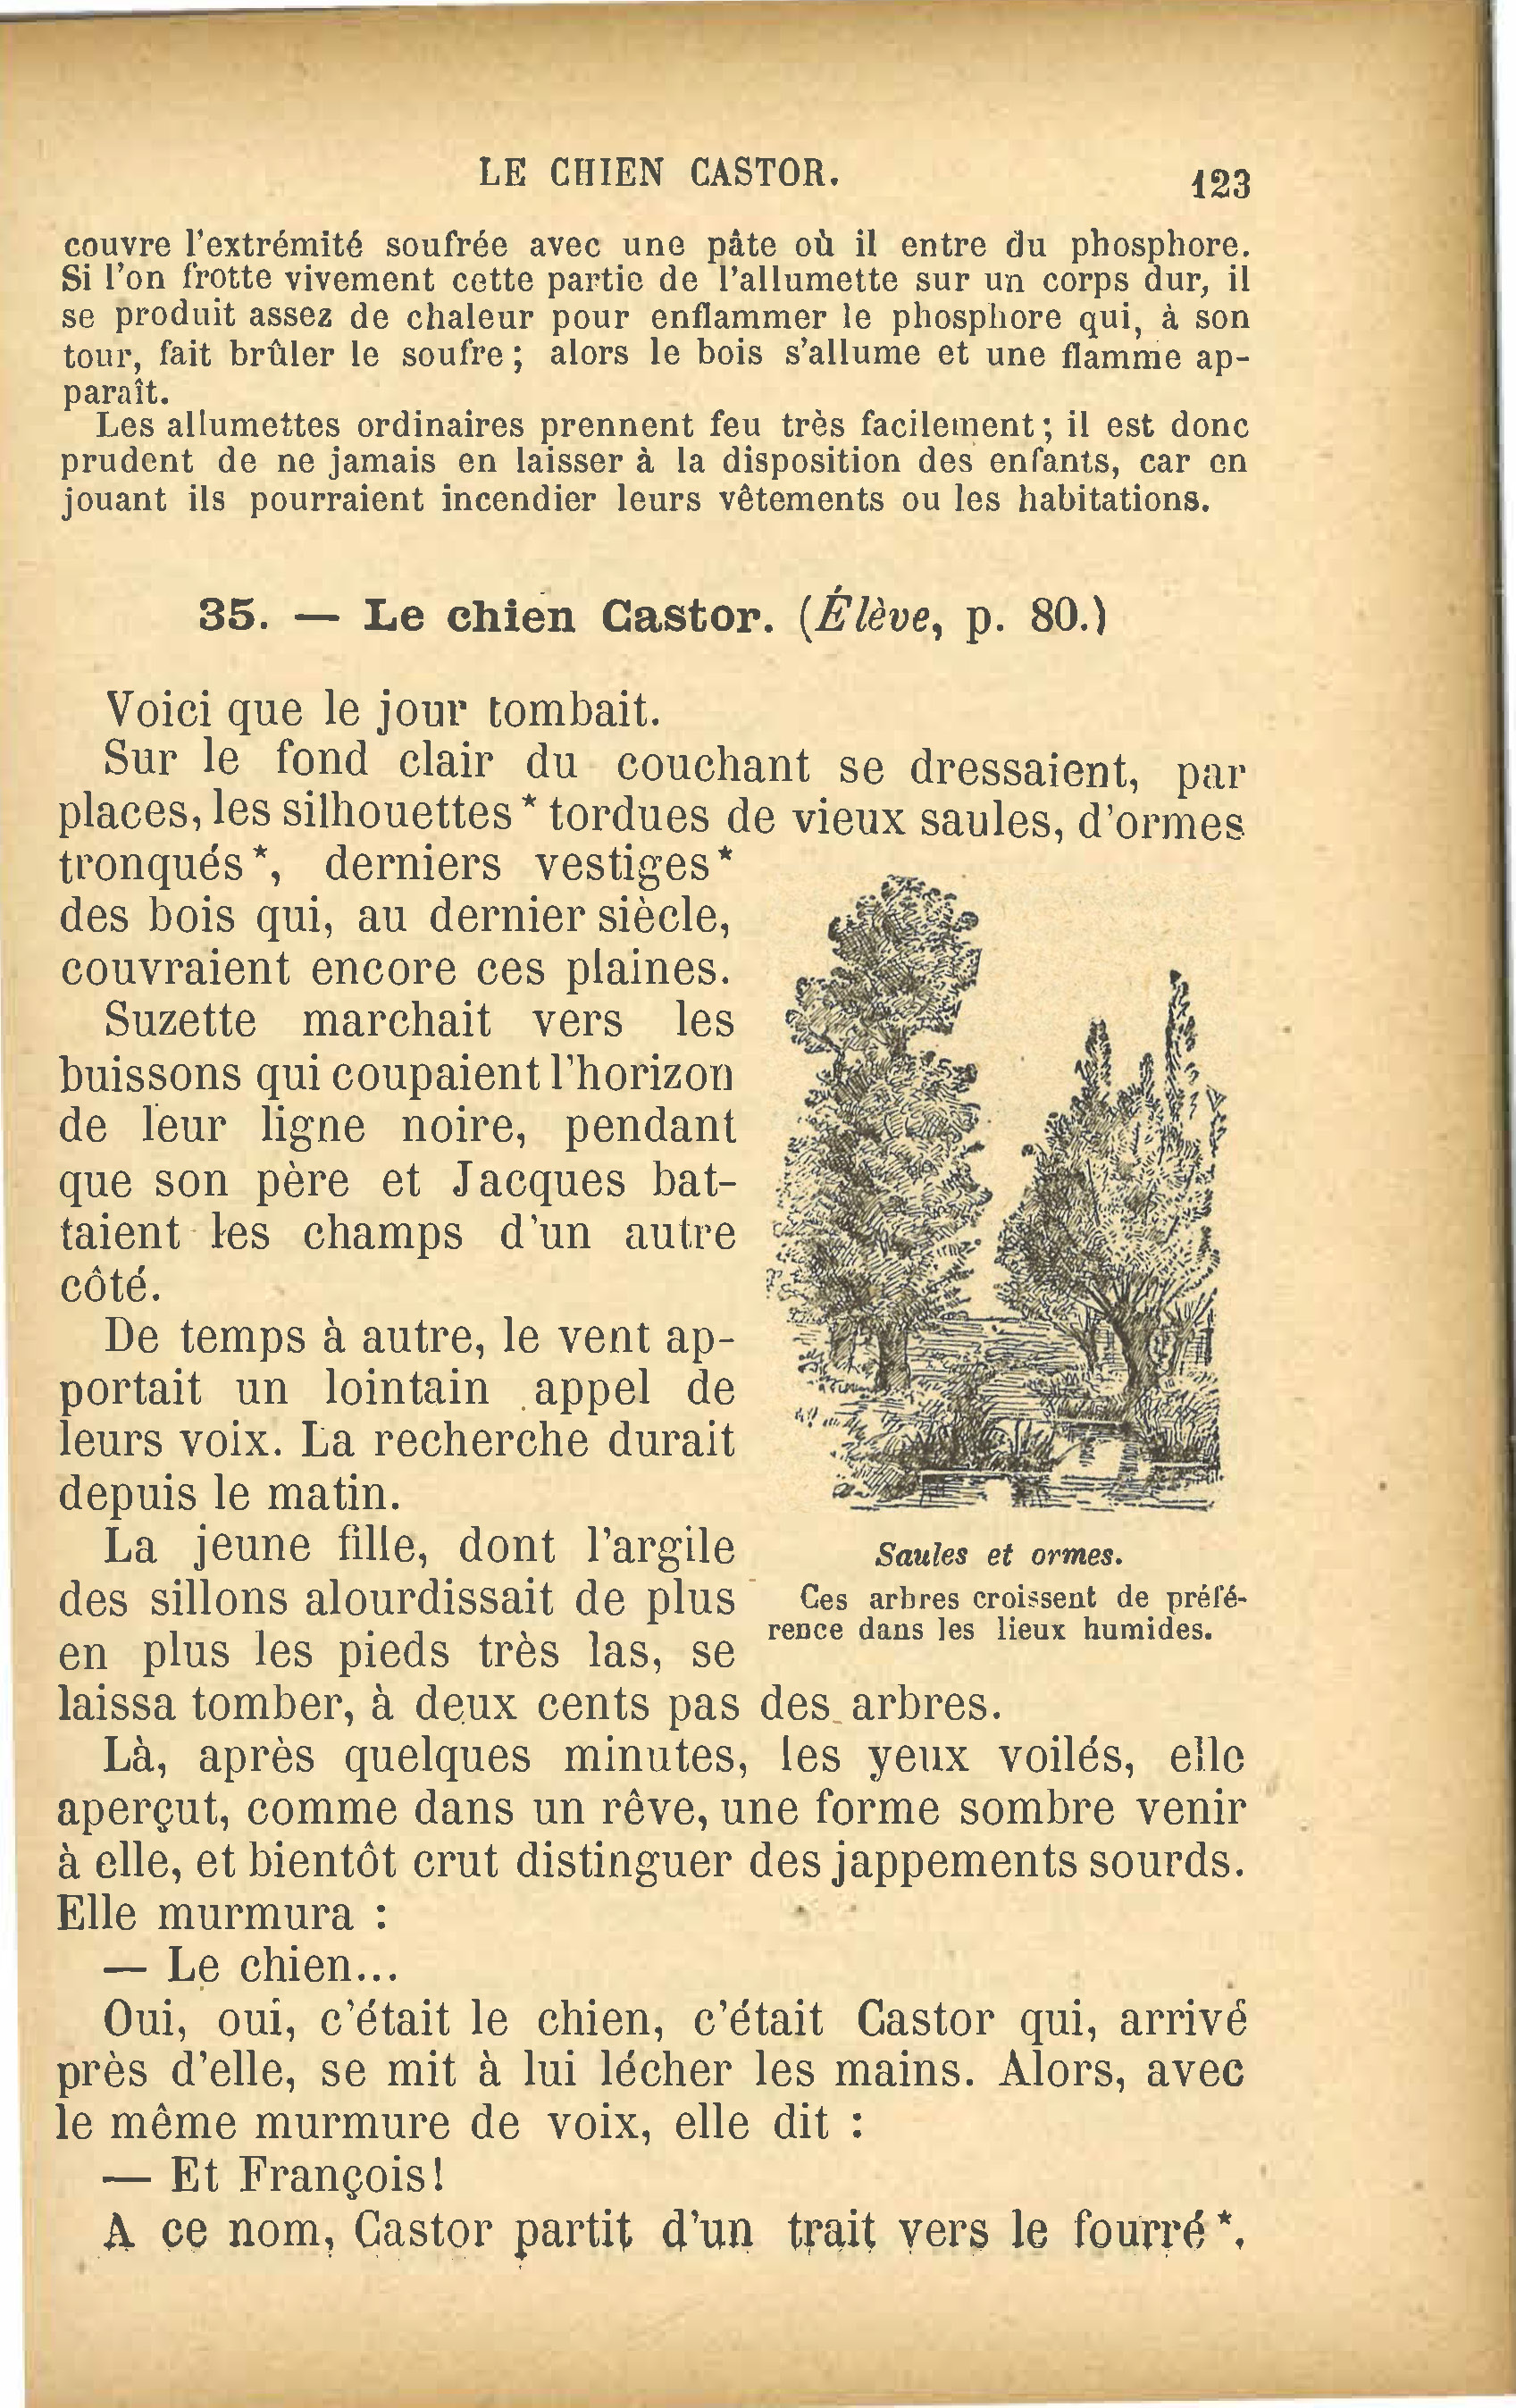 LE CHIEN CASTOR.
123
couvre l'extrémité soufrée avec une pâte où il entre du phosphore.
Si l'on frotte vivement cette partie de l'allumette sur un corps dur, il
se produit assez de chaleur pour enflammer le phosphore qui, à son
tour, fait brûler le soufre; alors le bois s'allume et une flamme ap-
paraît.
Les allumettes ordinaires prennent feu très facilement; il est donc
prudent de ne jamais en laisser à la disposition des enfants, car en
jouant ils pourraient incendier leurs vêtements ou les habitations.
35. — Le chien Castor. (Élève, p. 80.)
Voici que le jour tombait.
Sur le fond clair du couchant se dressaient, par
places, les silhouettes* tordues de vieux saules, d'ormes
tronqués*, derniers vestiges*
des bois qui, au dernier siècle,
couvraient encore ces plaines.
Suzette marchait vers les
buissons qui coupaient l'horizon
de leur ligne noire, pendant
que son père et Jacques bat-
taient les champs d'un autre
côté.
De temps à autre, le vent ap-
portait un lointain appel de
leurs voix. La recherche durait
depuis le matin.
La jeune fille, dont l'argile
des sillons alourdissait de plus
en plus les pieds très las, se
laissa tomber, à deux cents pas des arbres.
Saules et ormes.
Ces arbres croissent de préfé-
rence dans les lieux humides.
Là, après quelques minutes, les yeux voilés, elle
aperçut, comme dans un rêve, une forme sombre venir
à elle, et bientôt crut distinguer des jappements sourds.
Elle murmura :
— Le chien...
Oui, oui, c'était le chien, c'était Castor qui, arrivé
près d'elle, se mit à lui lécher les mains. Alors, avec
le même murmure de voix, elle dit :
— Et François!
A ce nom, Castor partit d'un trait vers le fourré*.